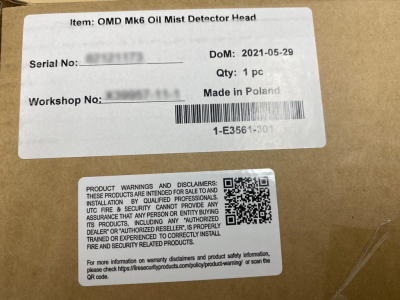 Item: OMD Mk6 Oil Mist Detector Head
Serial No:
DoM: 2021-05-29
Qty: 1 pc
Workshop No:
Made in Poland
1-E3561-301
PRODUCT WARNINGS AND DISCLAIMERS:
THESE PRODUCTS ARE INTENDED FOR SALE TO AND
INSTALLATION BY QUALIFIED PROFESSIONALS.
UTC FIRE & SECURITY CANNOT PROVIDE ANY
ASSURANCE THAT ANY PERSON OR ENTITY BUYING
ITS PRODUCTS, INCLUDING ANY "AUTHORIZED
DEALER" OR "AUTHORIZED RESELLER", IS PROPERLY
TRAINED OR EXPERIENCED TO CORRECTLY INSTALL
FIRE AND SECURITY RELATED PRODUCTS.
For more information on warranty disclaimers and product safety information,
please check https://firesecurityproducts.com/policy/product-warning/ or scan the
QR code.